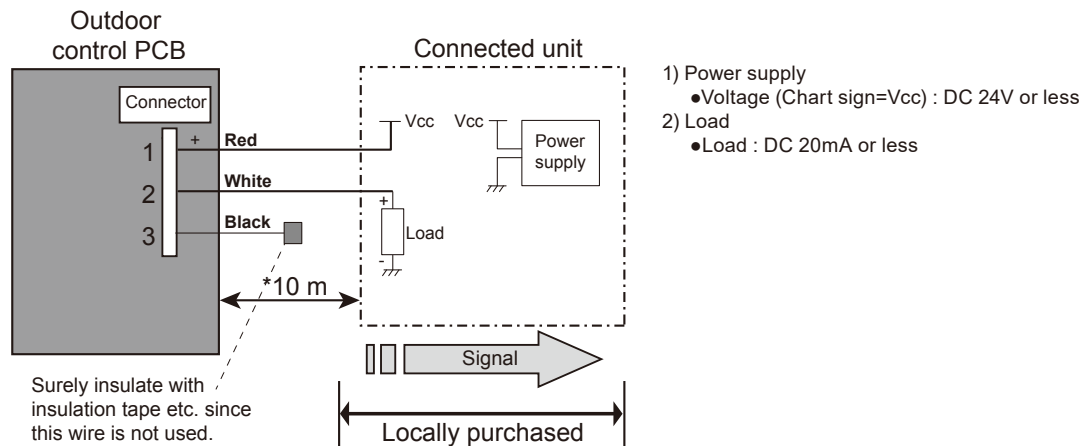 Outdoor
control PCB
Connector
1
+
Red
2
White
3
Black
*10 m
Surely insulate with
insulation tape etc. since
this wire is not used.
Connected unit
Vcc
Vcc
Power
supply
+
Load
-
Signal
Locally purchased
1) Power supply
●Voltage (Chart sign=Vcc) : DC 24V or less
2) Load
●Load : DC 20mA or less